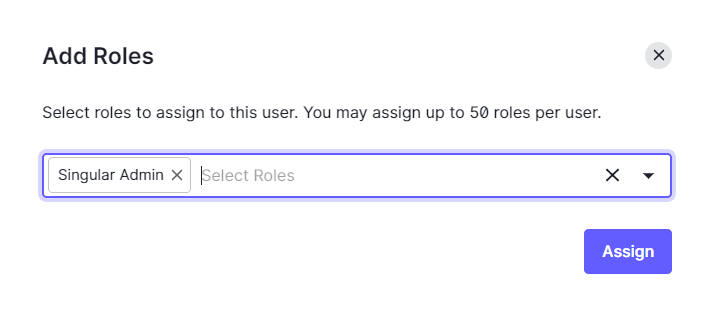 Add Roles
Select roles to assign to this user. You may assign up to 50 roles per user.
Singular Admin Select Roles
Assign